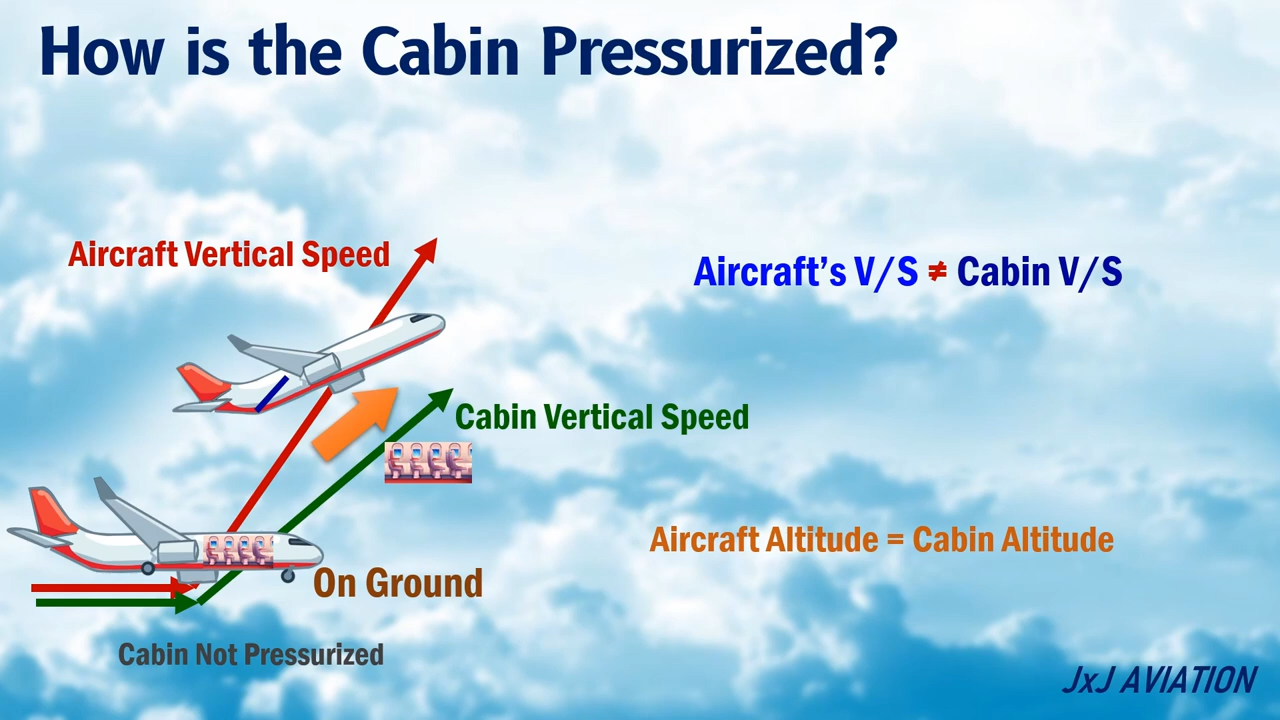 How is the Cabin Pressurized?
Aircraft Vertical Speed
Aircraft’s V/S ≠ Cabin V/S
Cabin Vertical Speed
Aircraft Altitude = Cabin Altitude
On Ground
Cabin Not Pressurized
JxJ AVIATION